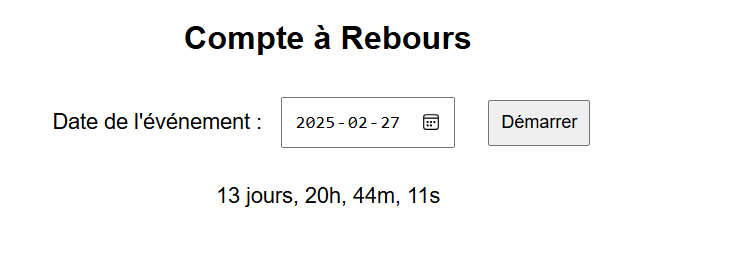 Compte à Rebours
Date de l'événement : 2025-02-27 Démarrer
13 jours, 20h, 44m, 11s